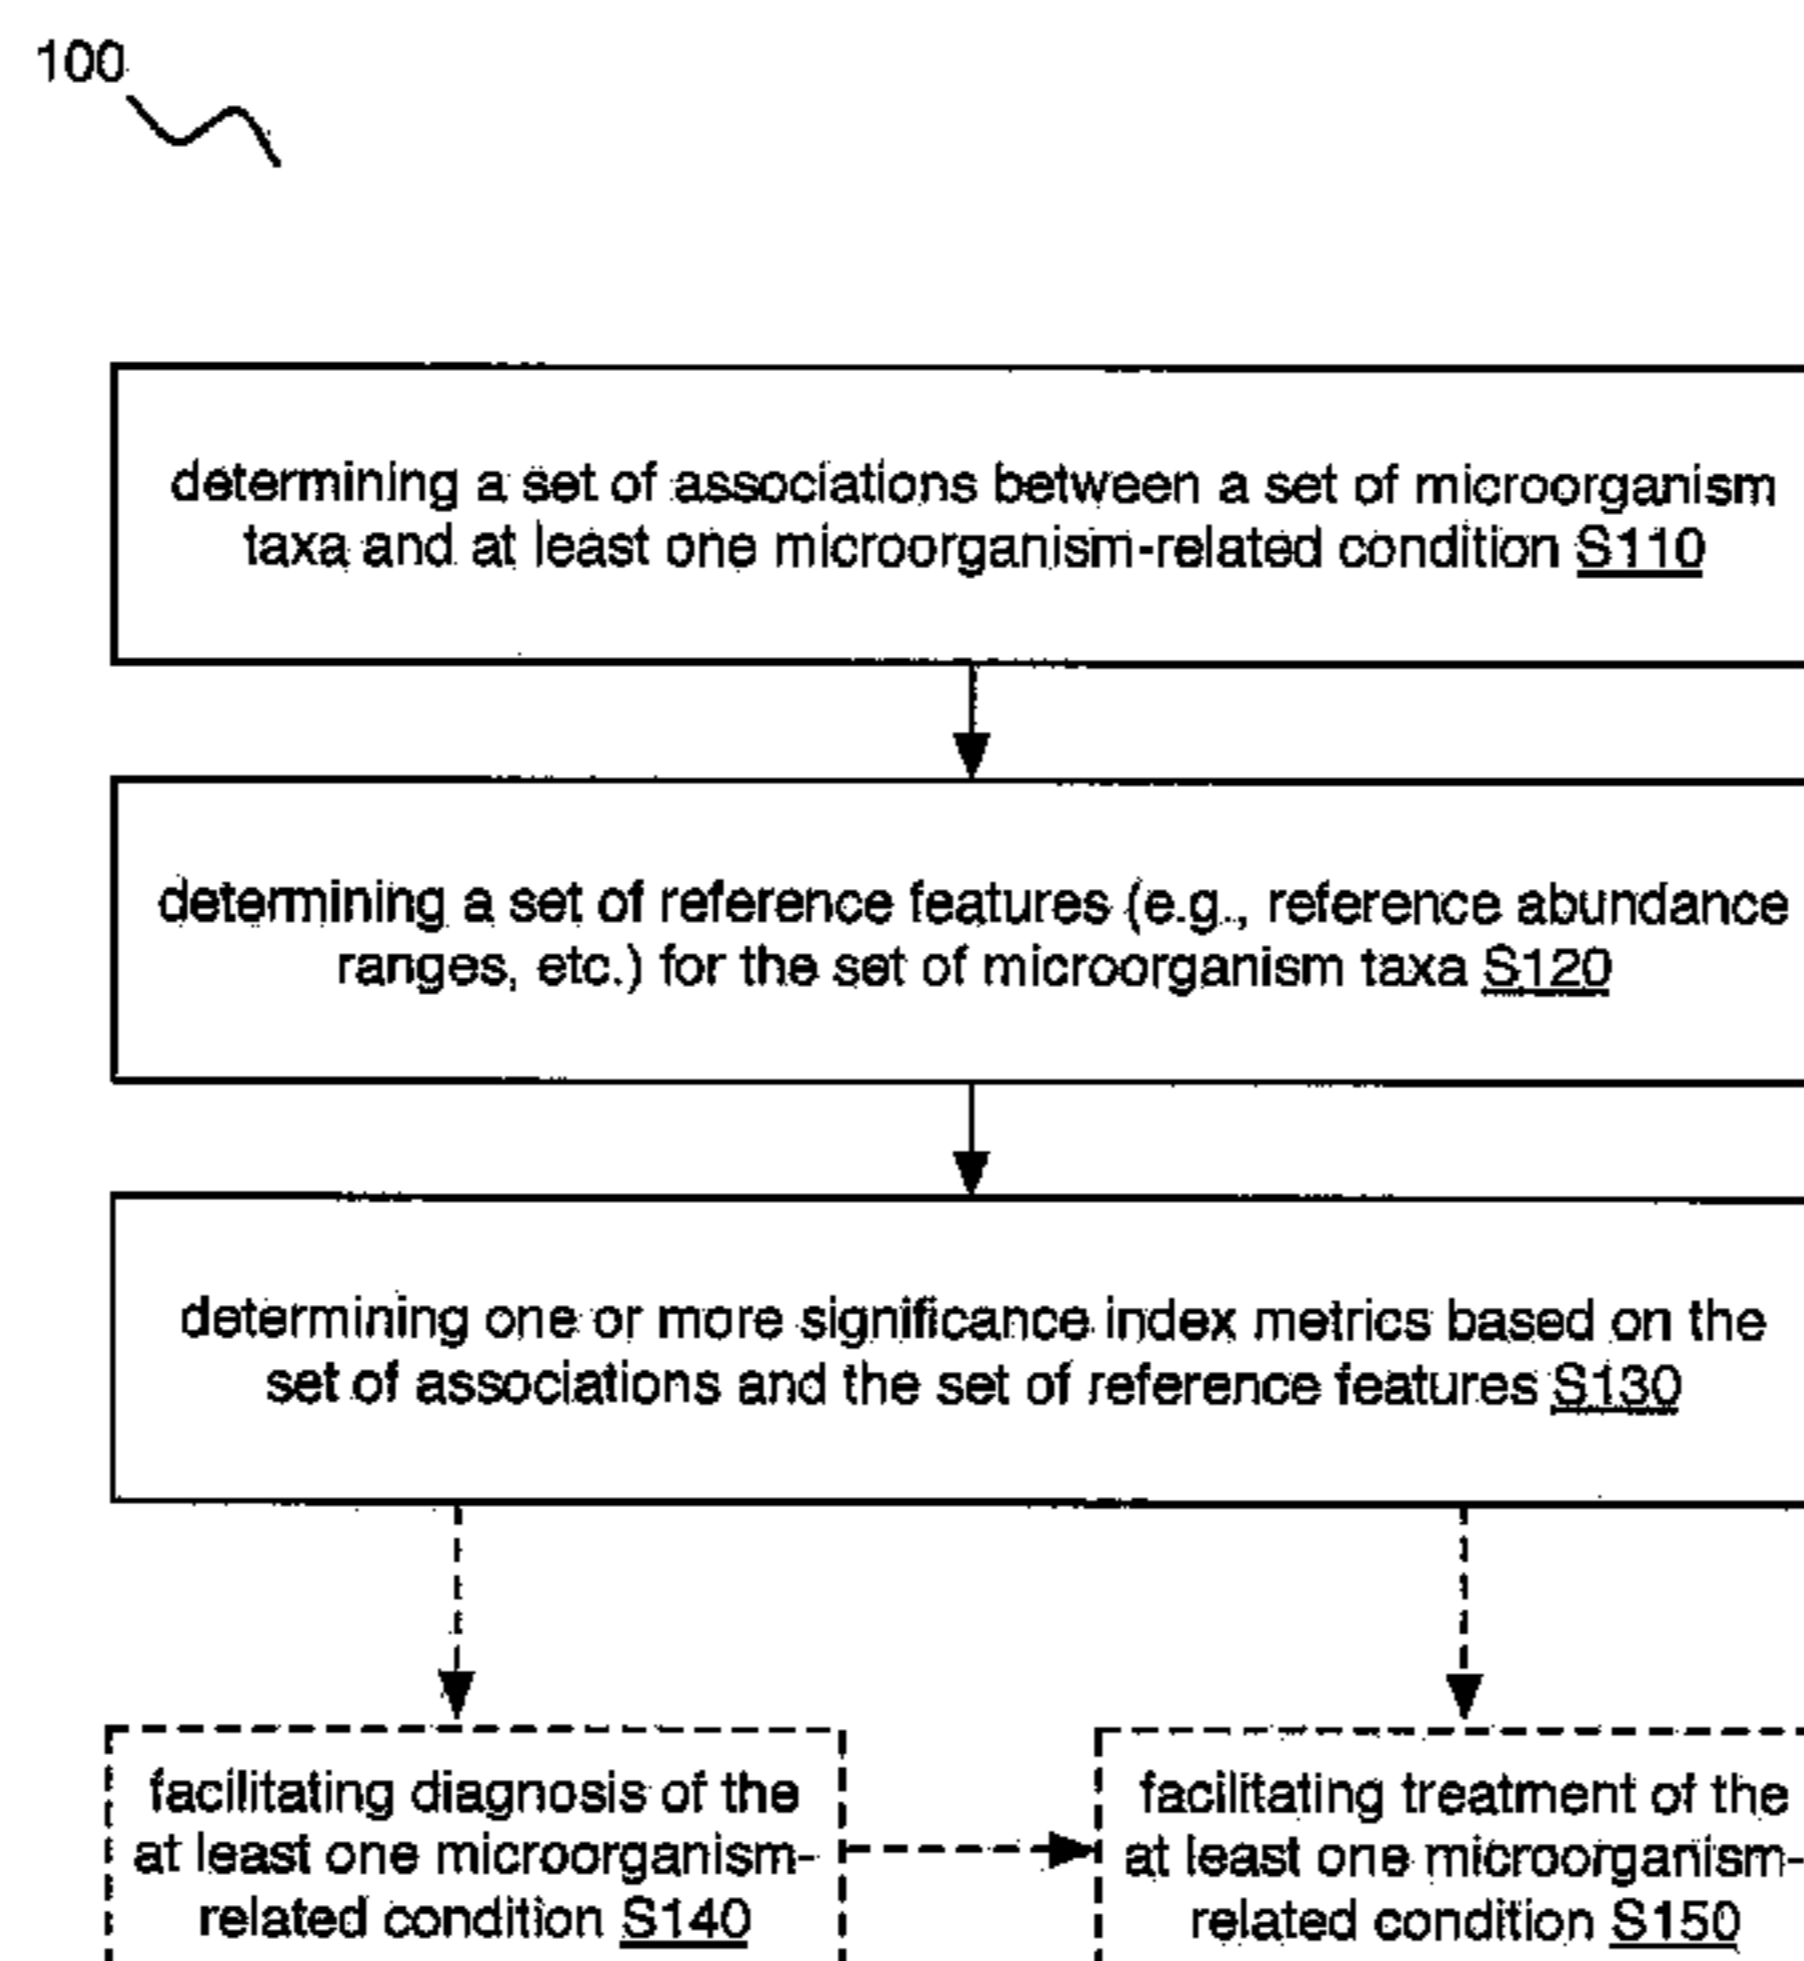 100
determining a set of associations between a set of microorganism
taxa and at least one microorganism-related condition S110
determining a set of reference features (e.g., reference abundance
ranges, etc.) for the set of microorganism taxa S120
determining one or more significance index metrics based on the
set of associations and the set of reference features S130
facilitating diagnosis of the
at least one microorganism-
related condition S140
facilitating treatment of the
at least one microorganism-
related condition S150